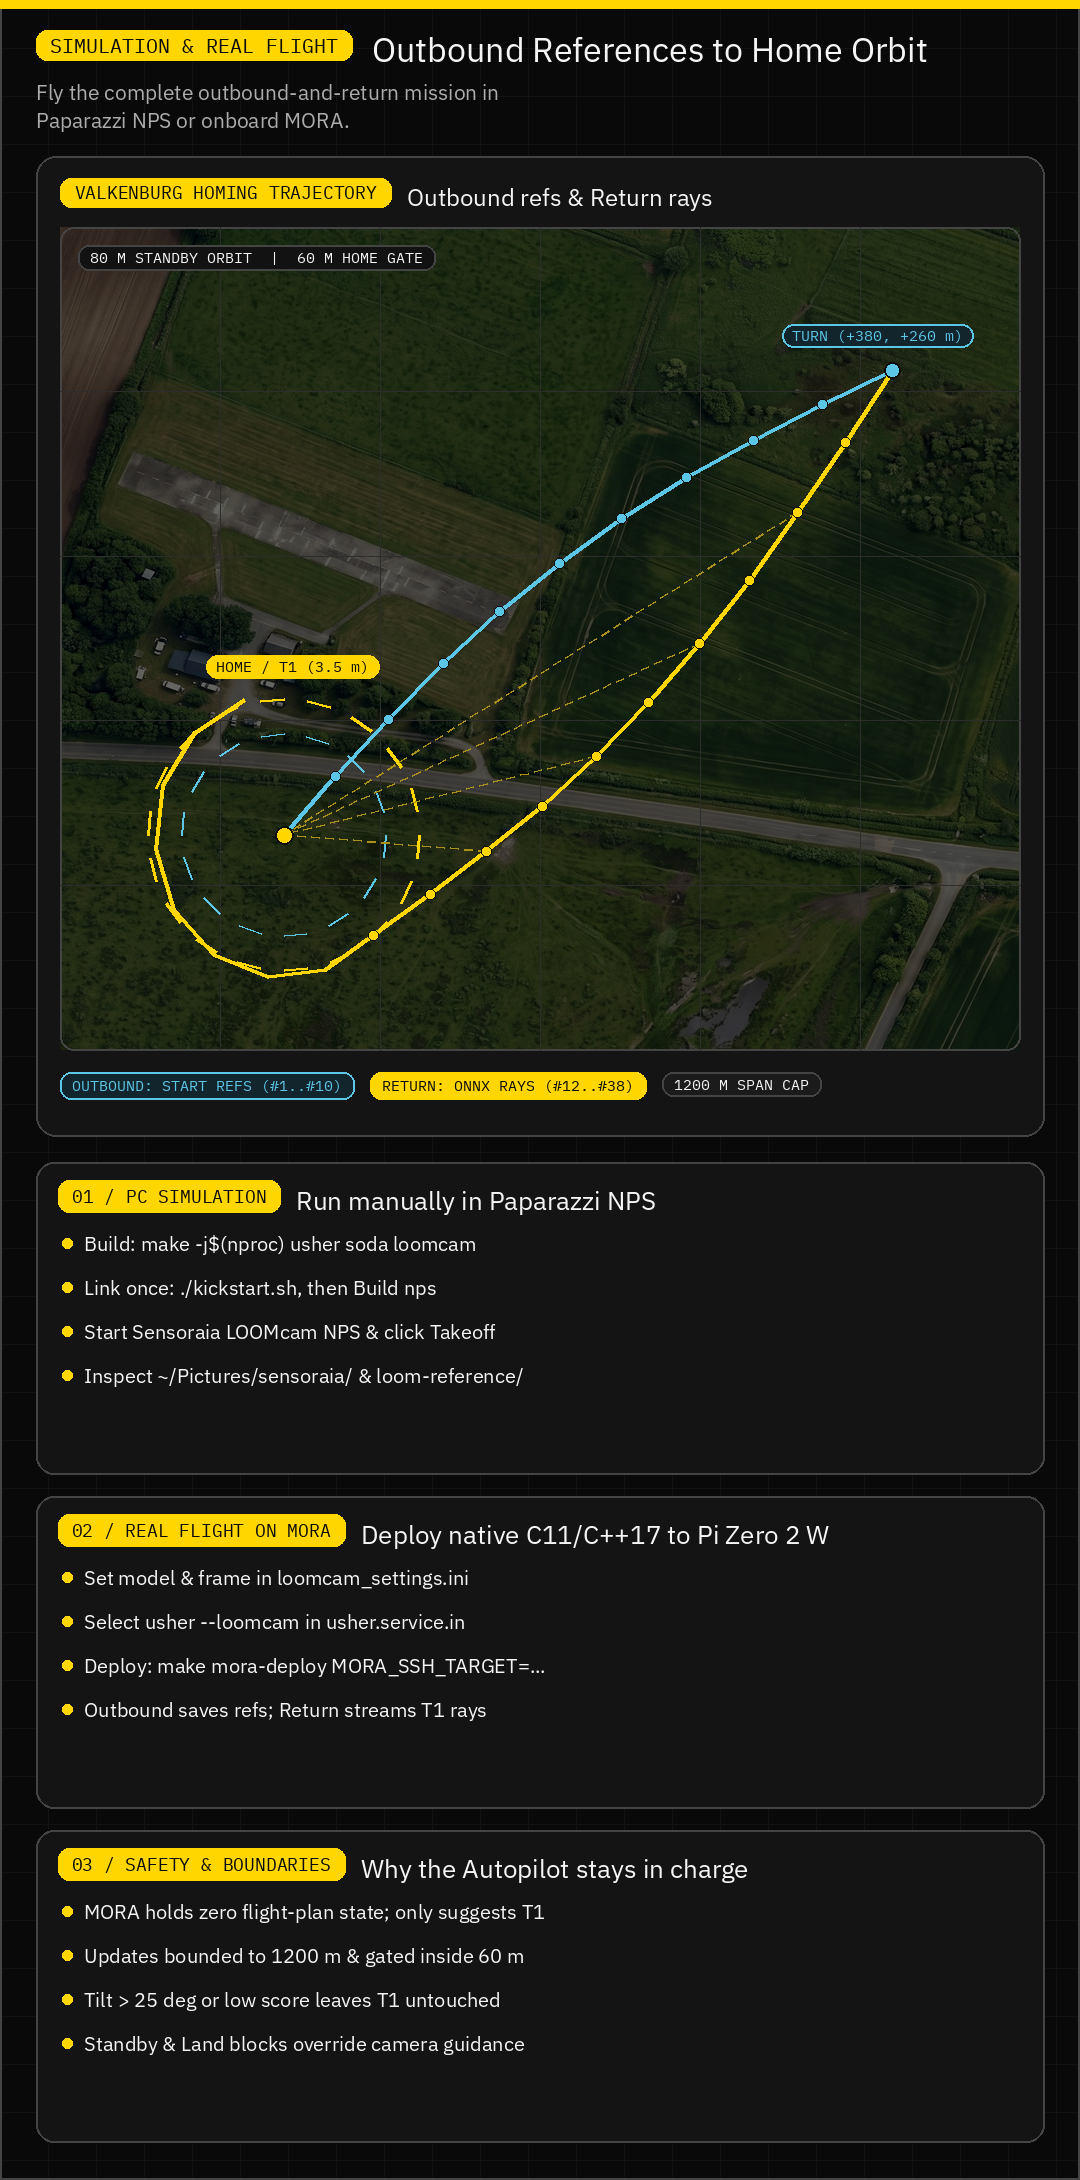 SIMULATION & REAL FLIGHT Outbound References to Home Orbit
Fly the complete outbound-and-return mission in
Paparazzi NPS or onboard MORA.
VALKENBURG HOMING TRAJECTORY Outbound refs & Return rays
80 M STANDBY ORBIT | 60 M HOME GATE
TURN (+380, +260 m)
HOME / T1 (3.5 m)
OUTBOUND: START REFS (#1..#10) RETURN: ONNX RAYS (#12..#38) 1200 M SPAN CAP
01 / PC SIMULATION Run manually in Paparazzi NPS
Build: make -j$(nproc) usher soda loomcam
Link once: ./kickstart.sh, then Build nps
Start Sensoraia LOOMcam NPS & click Takeoff
Inspect ~/Pictures/sensoraia/ & loom-reference/
02 / REAL FLIGHT ON MORA Deploy native C11/C++17 to Pi Zero 2 W
Set model & frame in loomcam_settings.ini
Select usher --loomcam in usher.service.in
Deploy: make mora-deploy MORA_SSH_TARGET=...
Outbound saves refs; Return streams T1 rays
03 / SAFETY & BOUNDARIES Why the Autopilot stays in charge
MORA holds zero flight-plan state; only suggests T1
Updates bounded to 1200 m & gated inside 60 m
Tilt > 25 deg or low score leaves T1 untouched
Standby & Land blocks override camera guidance